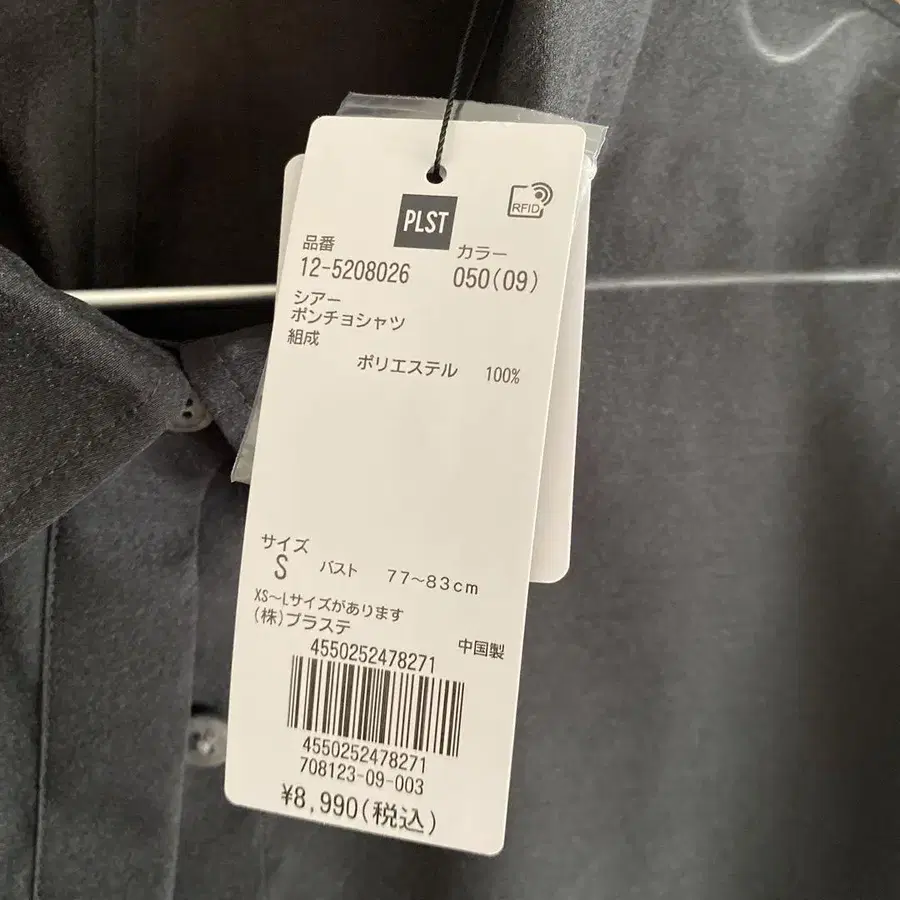 PLST
RFID
品番 カラー
12-5208026 050(09)
シアー
ポンチョシャツ
組成
ポリエステル 100%
サイズ
S バスト 77〜83cm
XS〜Lサイズがあります
(株)プラステ 中国製
4550252478271
4550252478271
708123-09-003
¥8,990(税込)